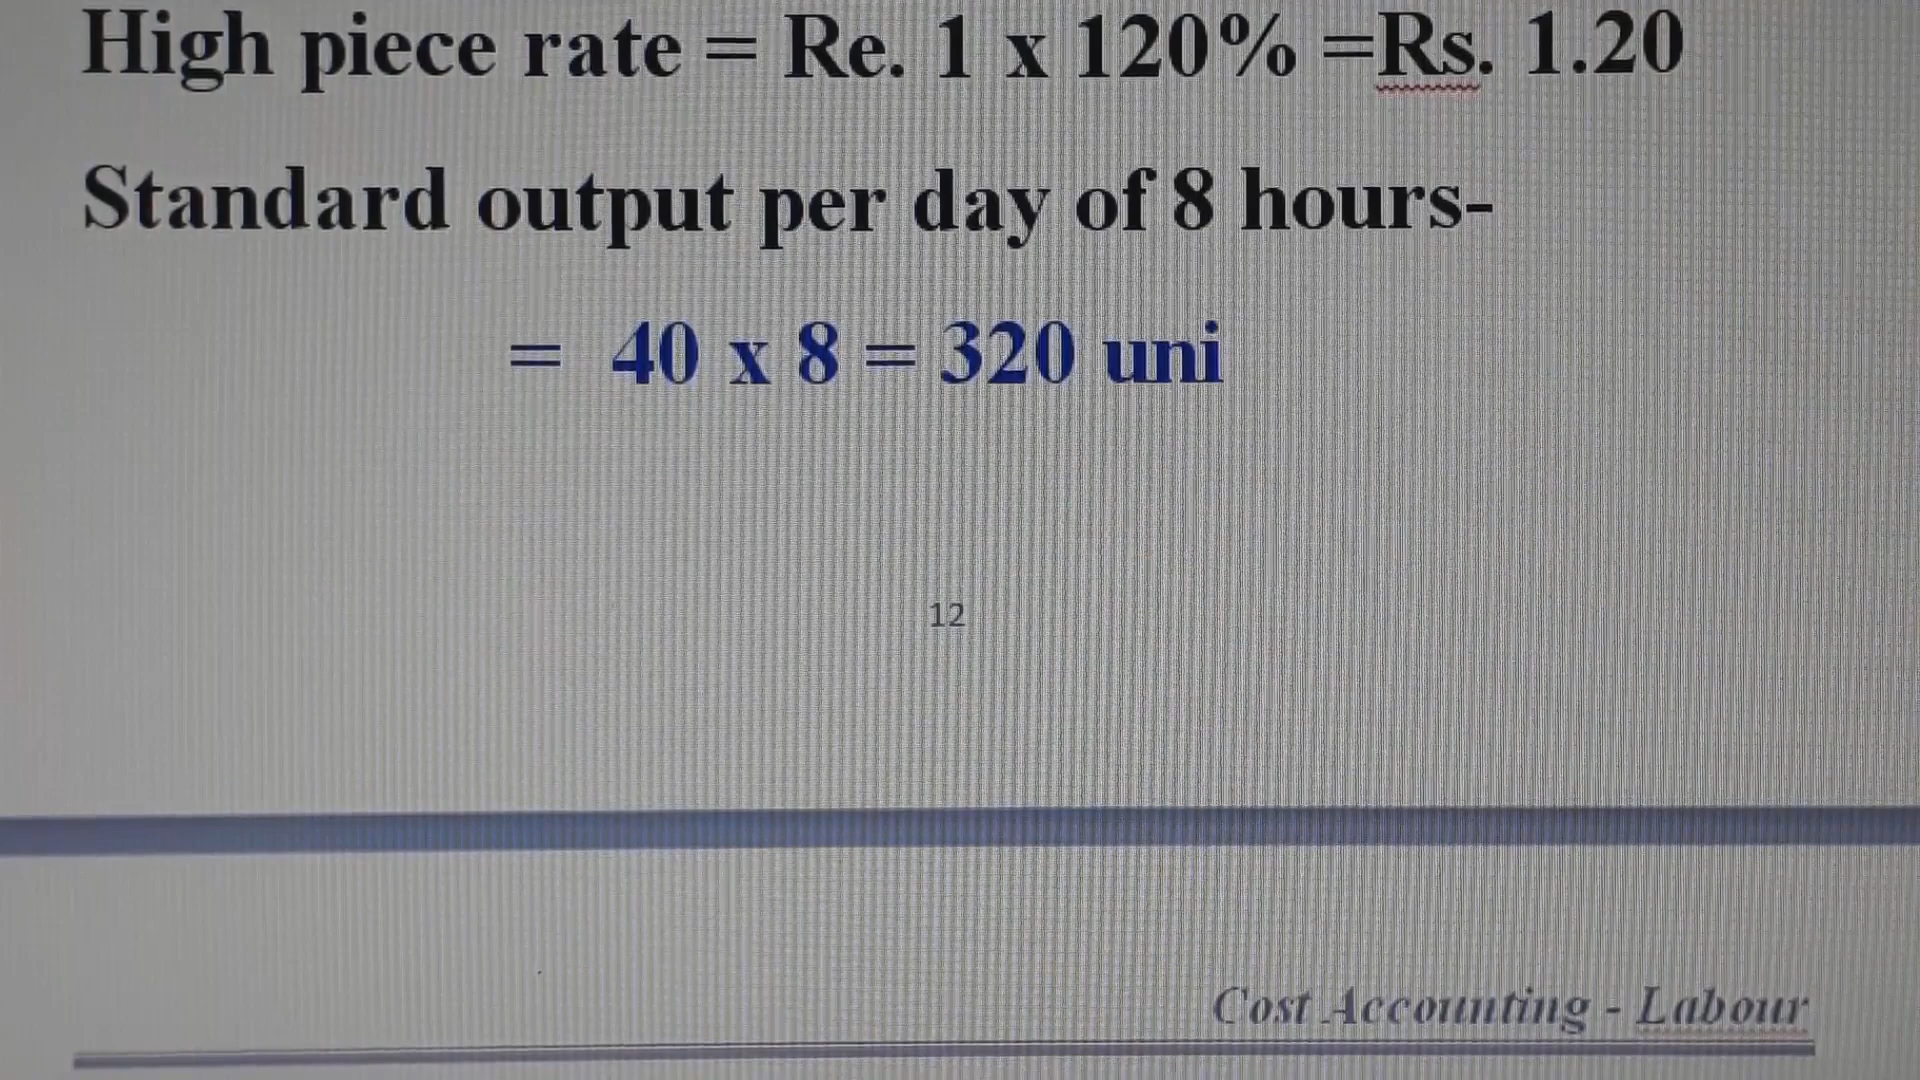 High piece rate = Re. 1 x 120% =Rs. 1.20
Standard output per day of 8 hours-
= 40 x 8 = 320 uni
12
Cost Accounting - Labour